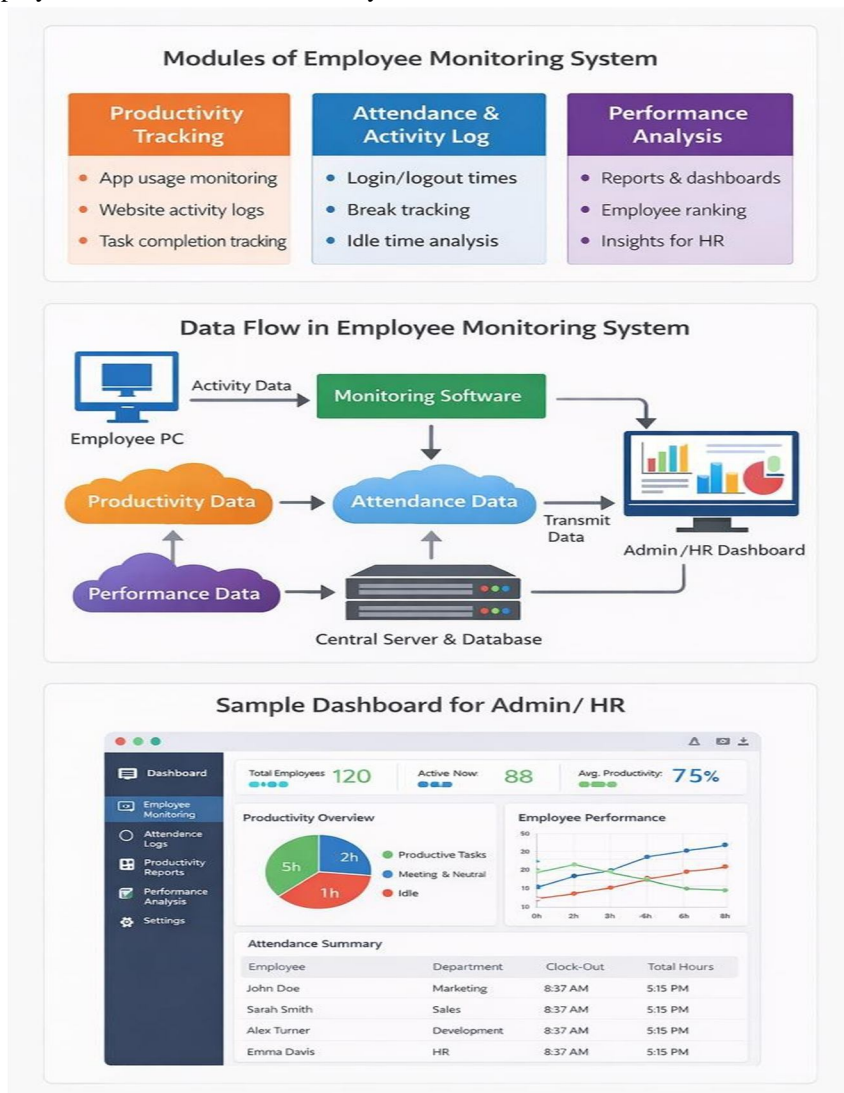 Modules of Employee Monitoring System
Productivity
Tracking
• App usage monitoring
• Website activity logs
• Task completion tracking
Attendance &
Activity Log
• Login/logout times
• Break tracking
• Idle time analysis
Performance
Analysis
• Reports & dashboards
• Employee ranking
• Insights for HR
Data Flow in Employee Monitoring System
Employee PC
Activity Data
Monitoring Software
Productivity Data
Attendance Data
Transmit
Data
Admin/HR Dashboard
Performance Data
Central Server & Database
Sample Dashboard for Admin/ HR
Dashboard
Employee
Monitoring
Attendence
Logs
Productivity
Reports
Performance
Analysis
Settings
Total Employees 120
Active Now: 88
Avg. Productivity: 75%
Productivity Overview
5h
2h
1h
Productive Tasks
Meeting & Neutral
Idle
Employee Performance
50
30
20
10
10
0h 2h 3h 6h 8h
Attendance Summary
Employee Department Clock-Out Total Hours
John Doe Marketing 8:37 AM 5:15 PM
Sarah Smith Sales 8:37 AM 5:15 PM
Alex Turner Development 8:37 AM 5:15 PM
Emma Davis HR 8:37 AM 5:15 PM